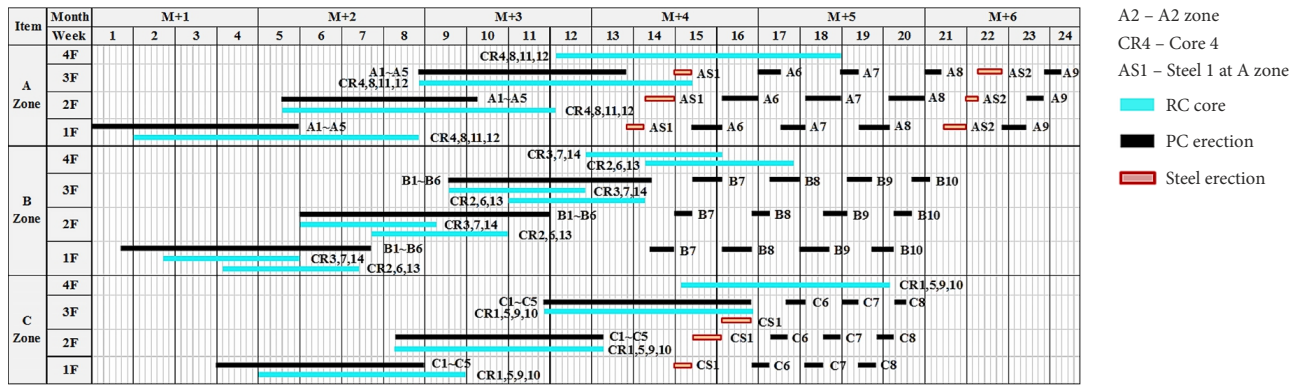 Item Month M+1 M+2 M+3 M+4 M+5 M+6
Week 1 2 3 4 5 6 7 8 9 10 11 12 13 14 15 16 17 18 19 20 21 22 23 24
A Zone
4F CR4,8,11,12
3F A1~A5 AS1 A6 A7 A8 AS2 A9
CR4,8,11,12
2F A1~A5 AS1 A6 A7 A8 AS2 A9
CR4,8,11,12
1F A1~A5 AS1 A6 A7 A8 AS2 A9
CR4,8,11,12
B Zone
4F CR3,7,14
CR2,6,13
3F B1~B6 B7 B8 B9 B10
CR3,7,14
CR2,6,13
2F B1~B6 B7 B8 B9 B10
CR3,7,14
CR2,6,13
1F B1~B6 B7 B8 B9 B10
CR3,7,14
CR2,6,13
C Zone
4F CR1,5,9,10
3F C1~C5 C6 C7 C8
CR1,5,9,10
CS1
2F C1~C5 CS1 C6 C7 C8
CR1,5,9,10
1F C1~C5 CS1 C6 C7 C8
CR1,5,9,10
A2 – A2 zone
CR4 – Core 4
AS1 – Steel 1 at A zone
RC core
PC erection
Steel erection